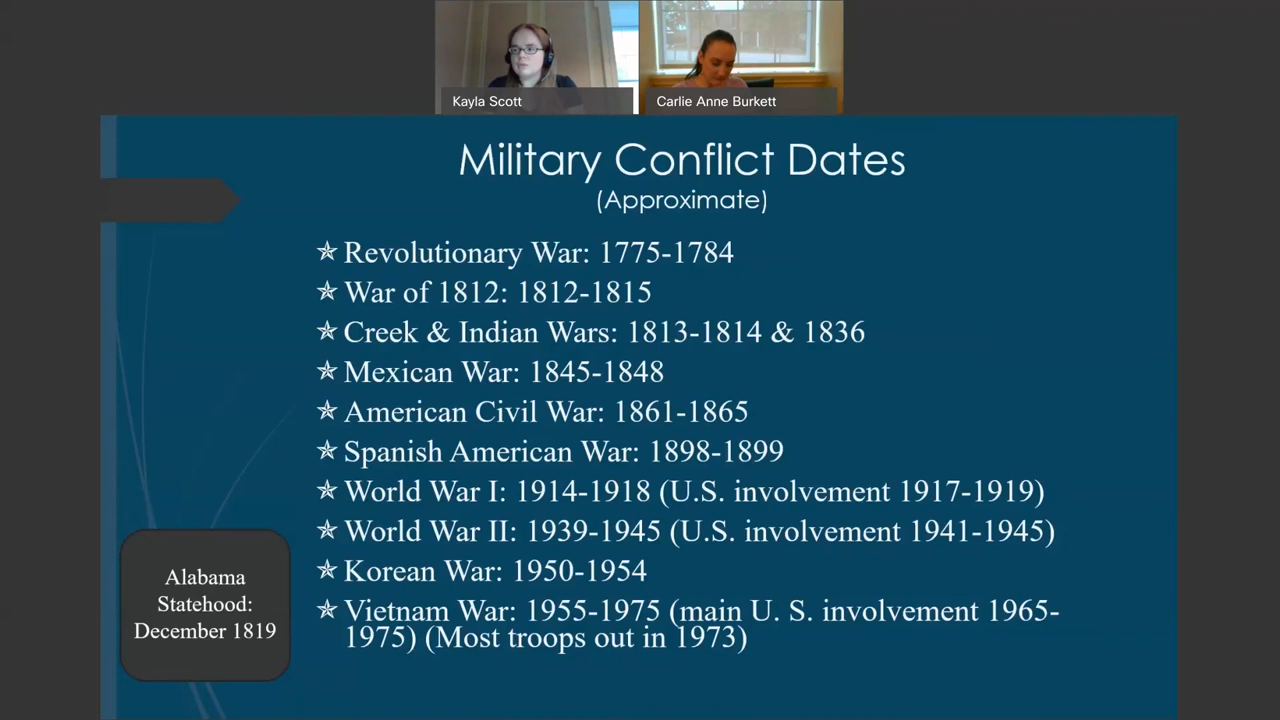 Kayla Scott
Carlie Anne Burkett
Military Conflict Dates
(Approximate)
Revolutionary War: 1775-1784
War of 1812: 1812-1815
Creek & Indian Wars: 1813-1814 & 1836
Mexican War: 1845-1848
American Civil War: 1861-1865
Spanish American War: 1898-1899
World War I: 1914-1918 (U.S. involvement 1917-1919)
World War II: 1939-1945 (U.S. involvement 1941-1945)
Korean War: 1950-1954
Vietnam War: 1955-1975 (main U. S. involvement 1965-
1975) (Most troops out in 1973)
Alabama
Statehood:
December 1819